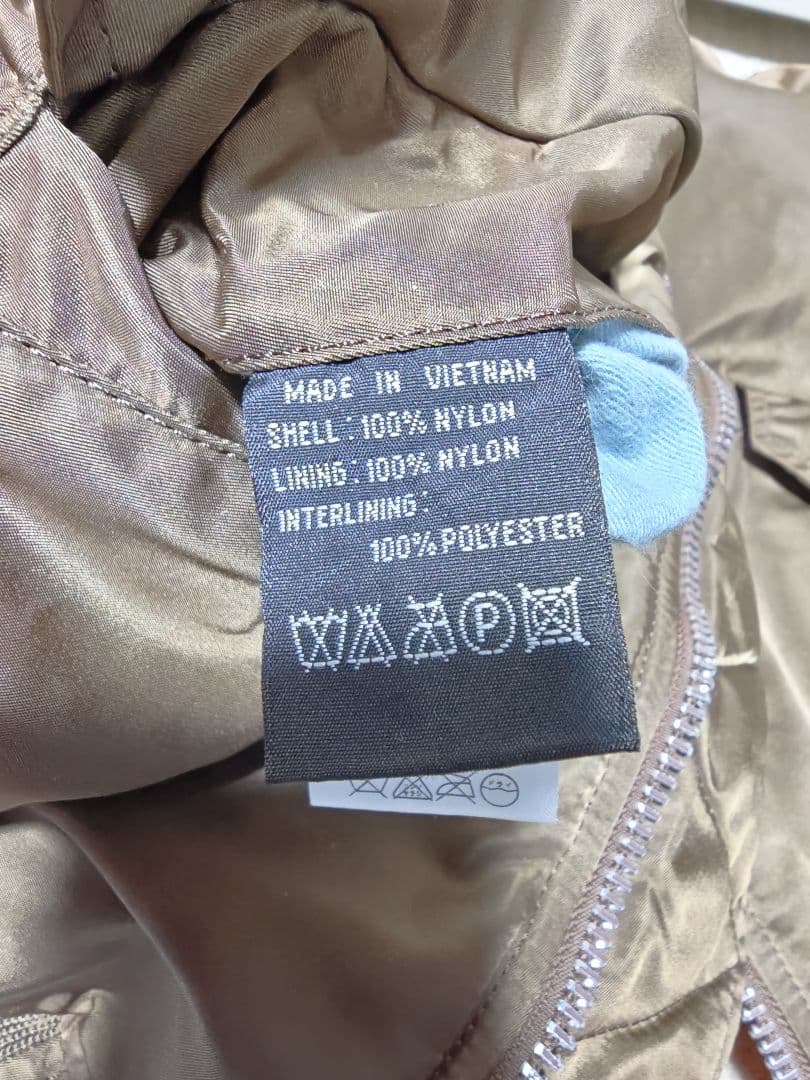 MADE IN VIETNAM
SHELL: 100% NYLON
LINING: 100% NYLON
INTERLINING:
100% POLYESTER
P